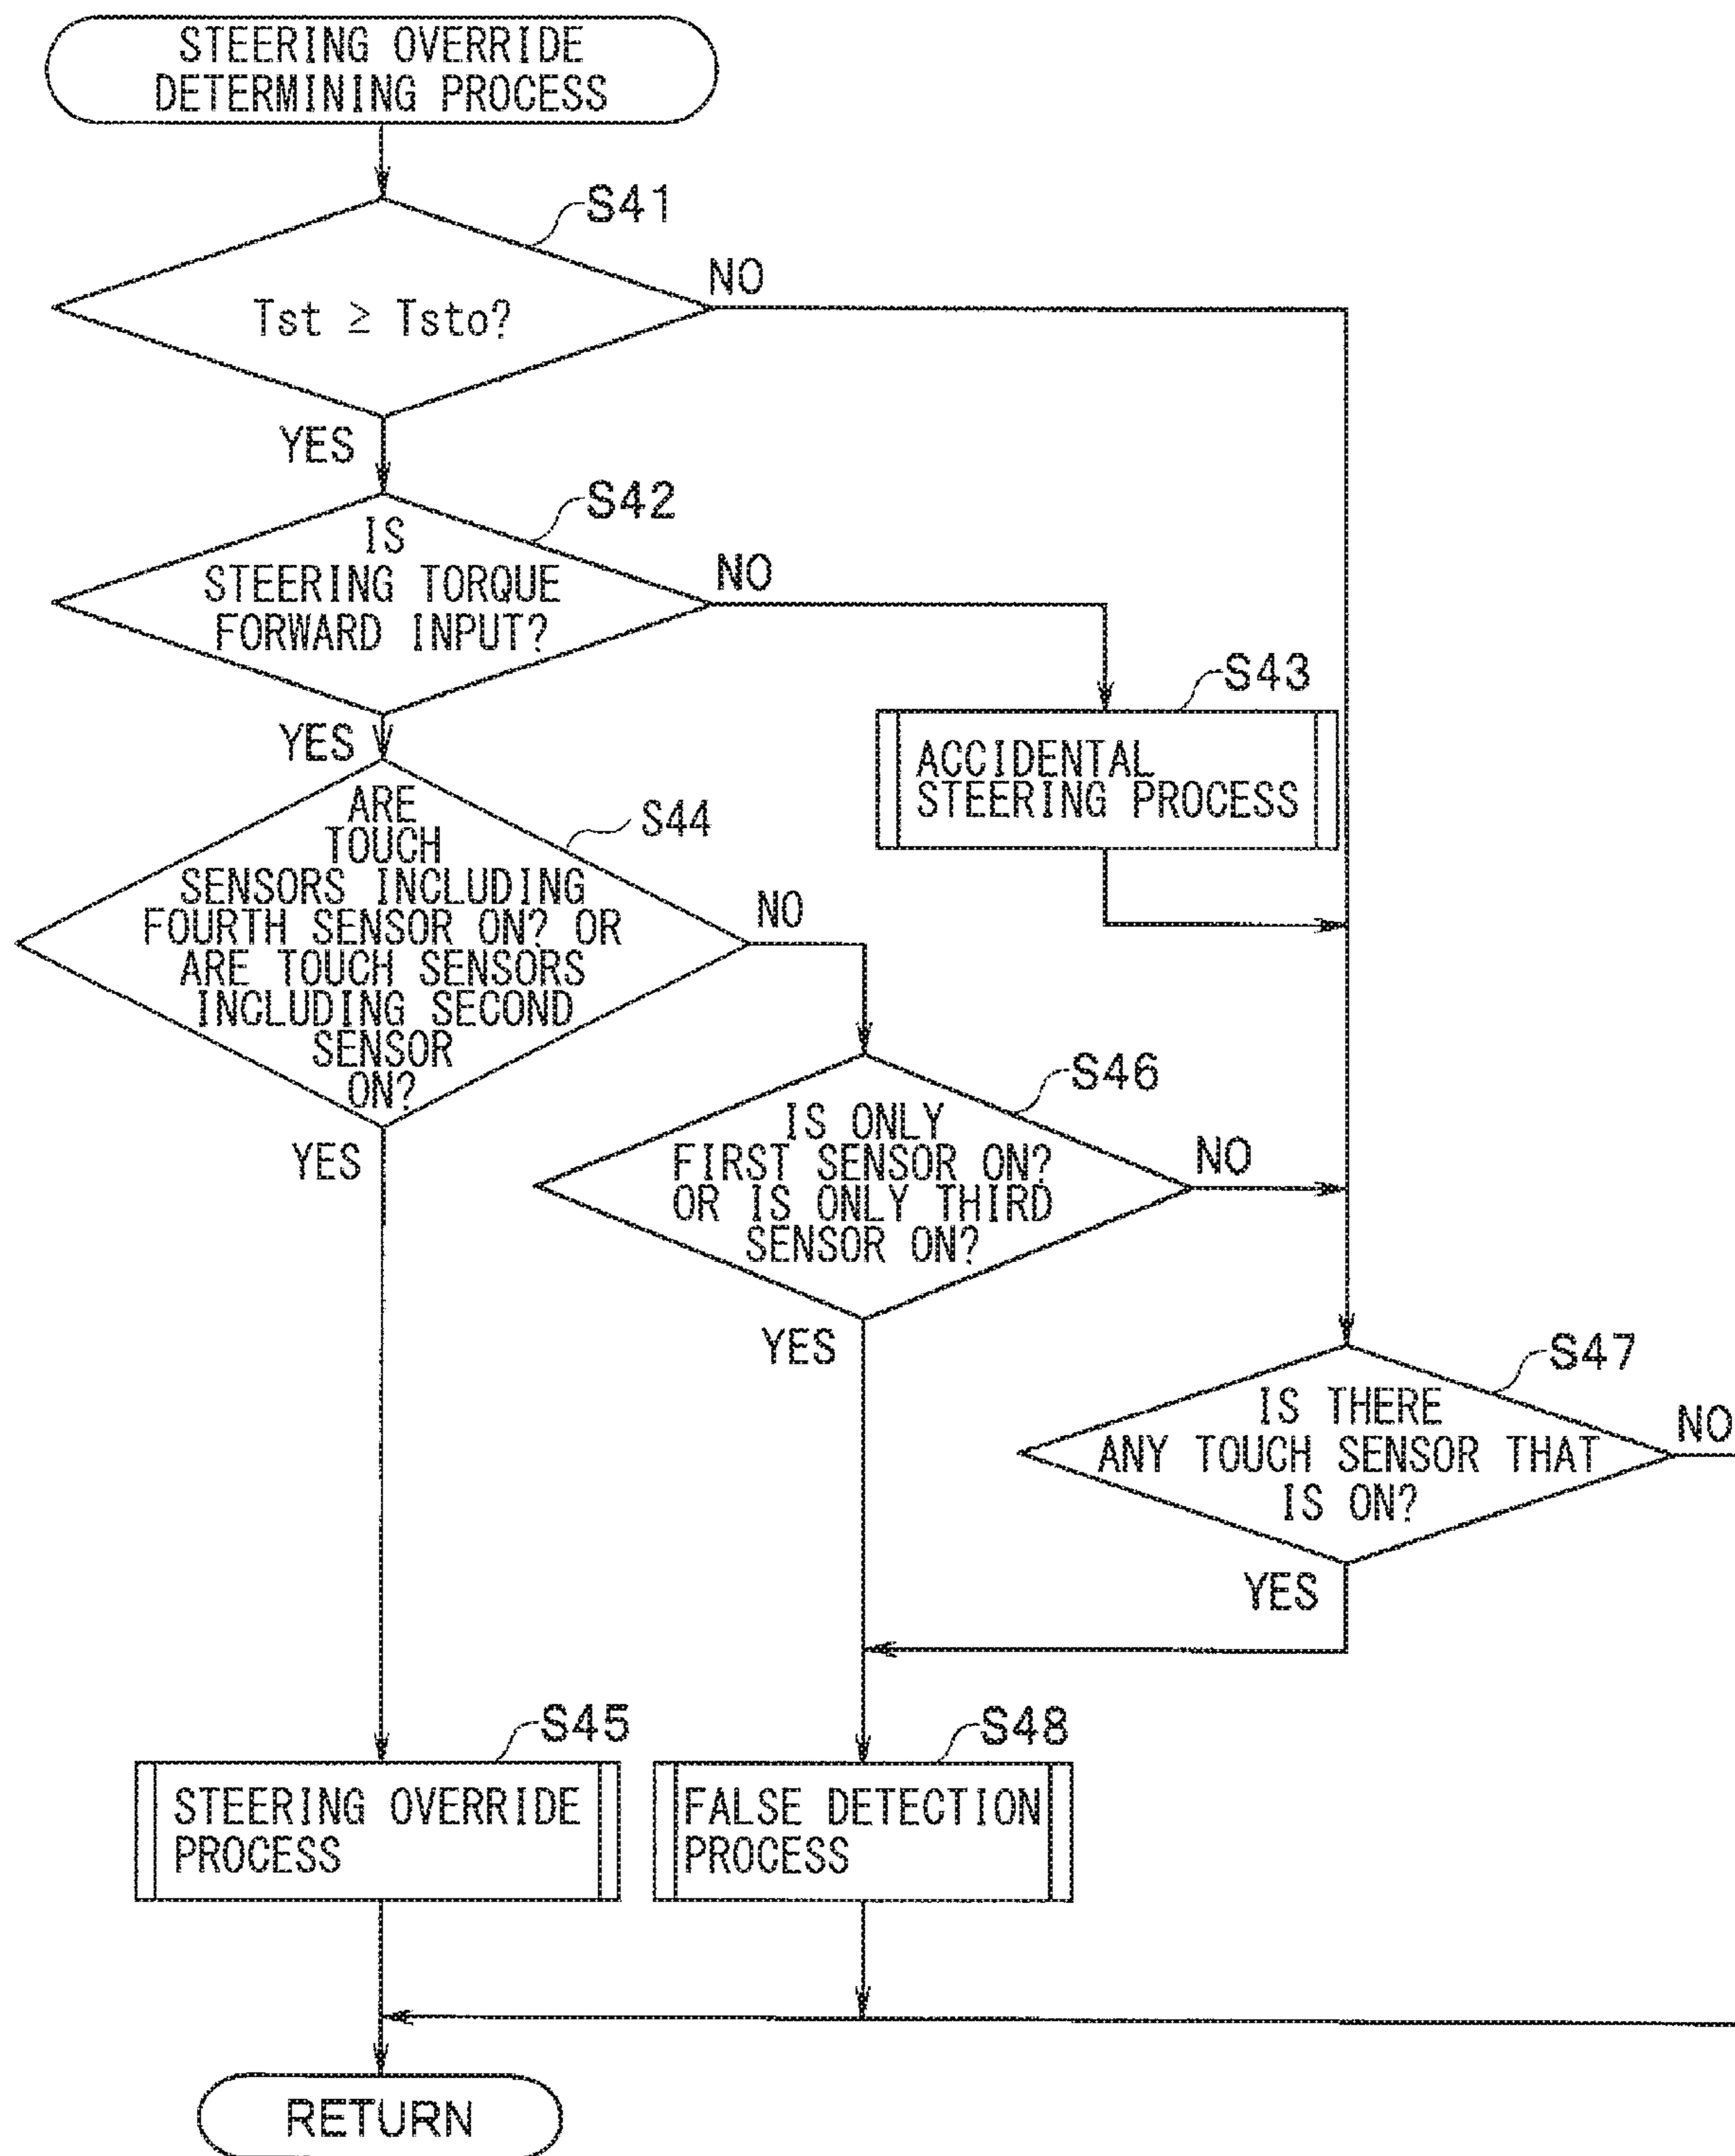 STEERING OVERRIDE
DETERMINING PROCESS
S41
Tst ≥ Tsto?
NO
YES
S42
IS
STEERING TORQUE
FORWARD INPUT?
NO
YES
S43
ACCIDENTAL
STEERING PROCESS
S44
ARE
TOUCH
SENSORS INCLUDING
FOURTH SENSOR ON? OR
ARE TOUCH SENSORS
INCLUDING SECOND
SENSOR
ON?
NO
YES
S46
IS ONLY
FIRST SENSOR ON?
OR IS ONLY THIRD
SENSOR ON?
NO
YES
S47
IS THERE
ANY TOUCH SENSOR THAT
IS ON?
NO
YES
S45
STEERING OVERRIDE
PROCESS
S48
FALSE DETECTION
PROCESS
RETURN